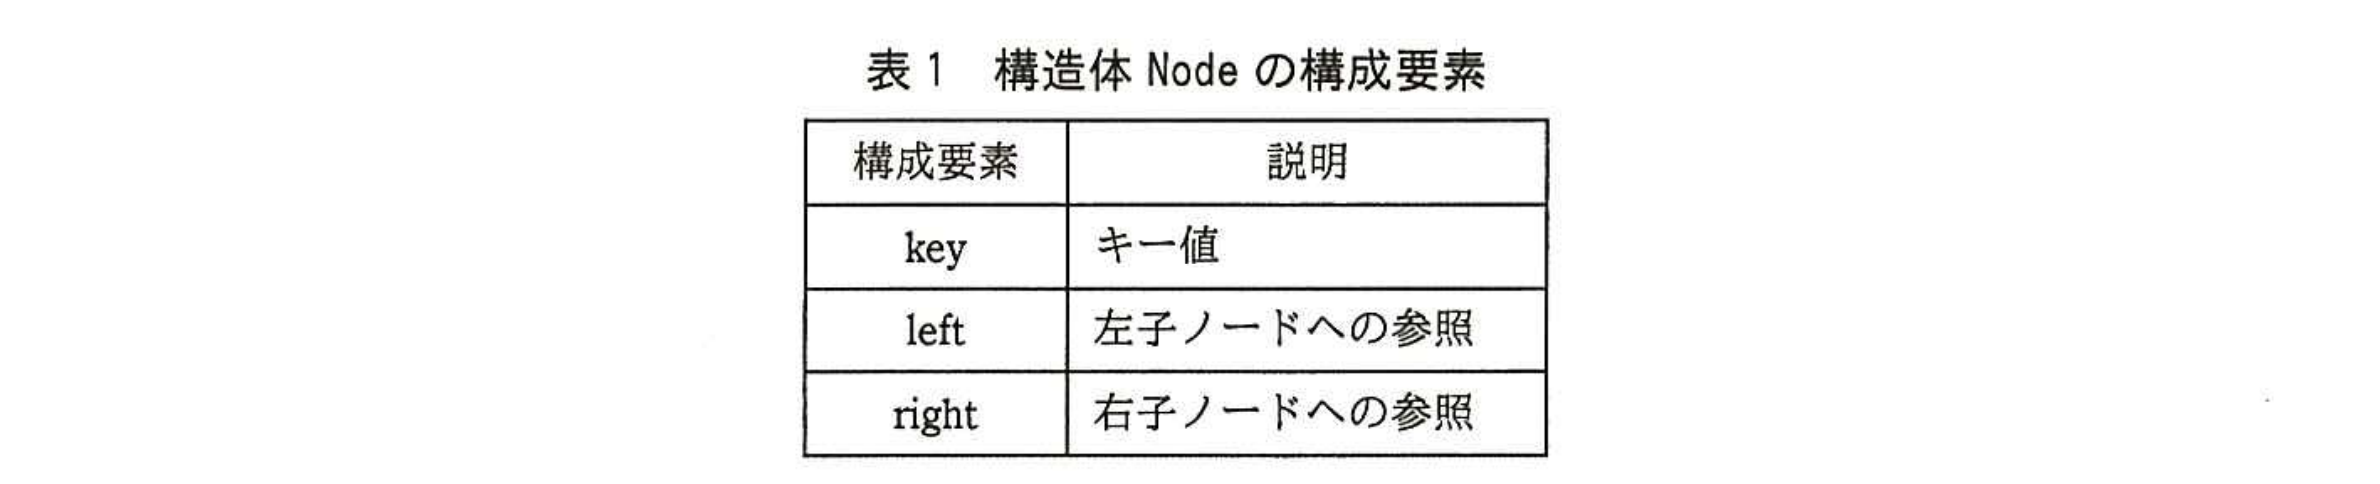 表1 構造体 Node の構成要素
構成要素 説明
key キー値
left 左子ノードへの参照
right 右子ノードへの参照